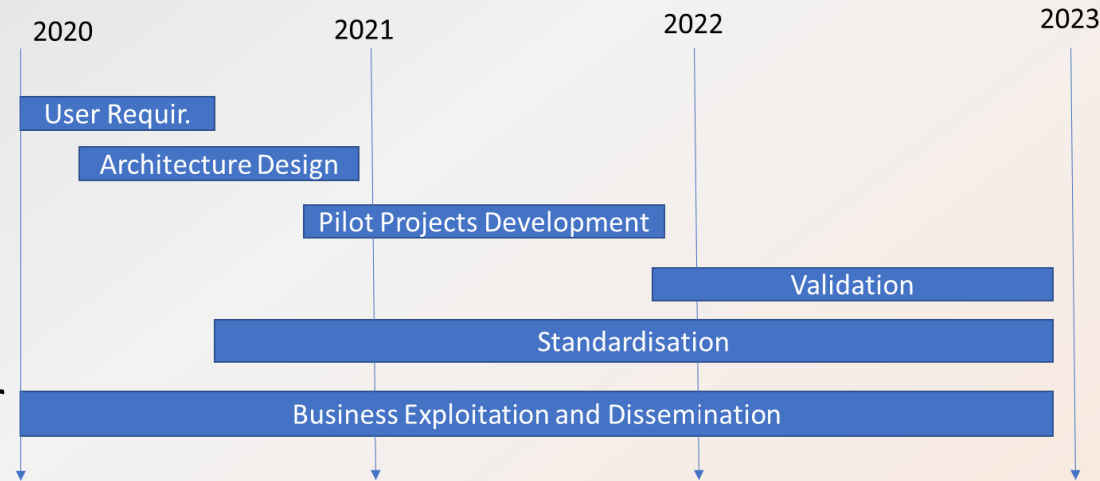 2020
2021
2022
2023
User Requir.
Architecture Design
Pilot Projects Development
Validation
Standardisation
Business Exploitation and Dissemination